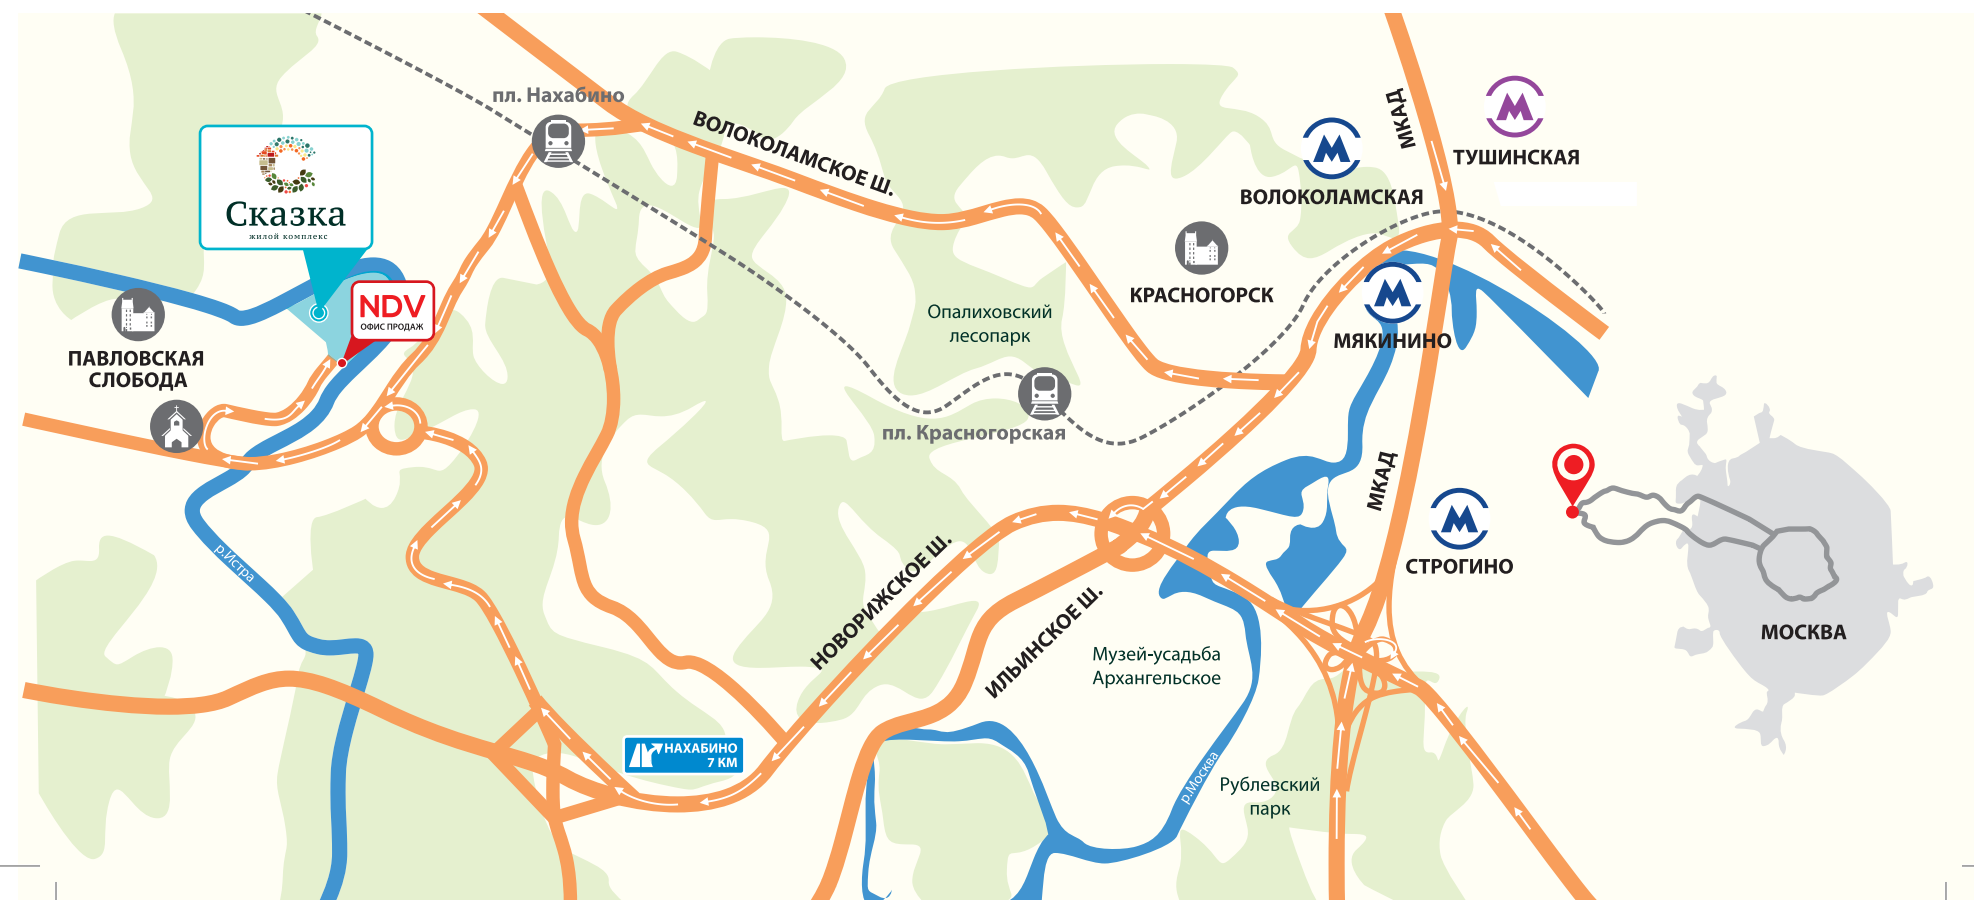 пл. Нахабино
ВОЛОКОЛАМСКОЕ Ш.
МКАД
ТУШИНСКАЯ
ВОЛОКОЛАМСКАЯ
Сказка
жилой комплекс
NDV
ОФИС ПРОДАЖ
ПАВЛОВСКАЯ
СЛОБОДА
КРАСНОГОРСК
Опалиховский
лесопарк
МЯКИНИНО
пл. Красногорская
МКАД
СТРОГИНО
р.Истра
НОВОРИЖСКОЕ Ш.
ИЛЬИНСКОЕ Ш.
Музей-усадьба
Архангельское
МОСКВА
НАХАБИНО
7 КМ
р.Москва
Рублевский
парк